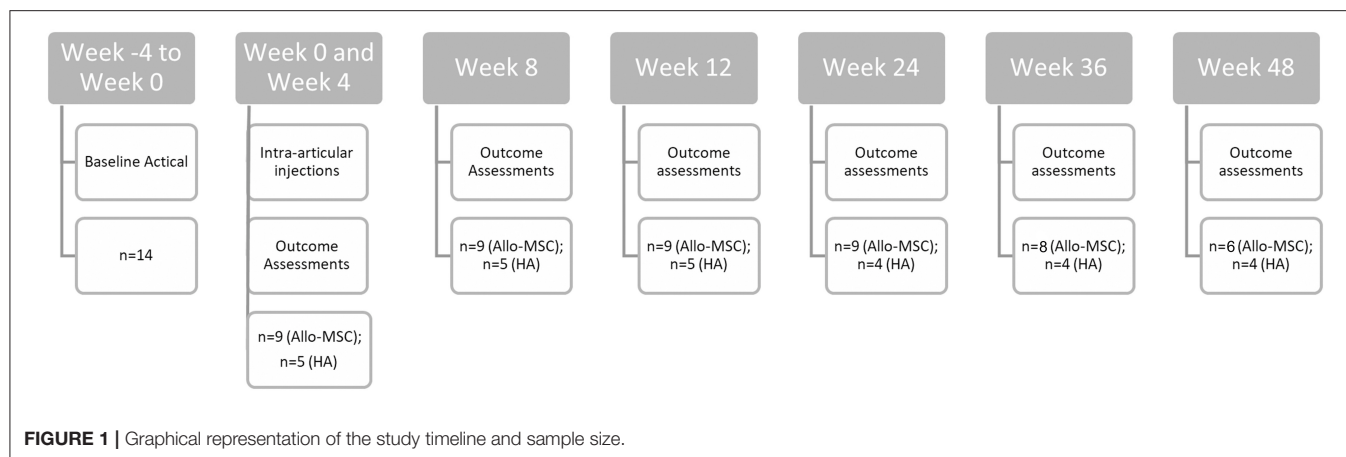 Week -4 to
Week 0
Baseline Actical
n=14
Week 0 and
Week 4
Intra-articular
injections
Outcome
Assessments
n=9 (Allo-MSC);
n=5 (HA)
Week 8
Outcome
Assessments
n=9 (Allo-MSC);
n=5 (HA)
Week 12
Outcome
assessments
n=9 (Allo-MSC);
n=5 (HA)
Week 24
Outcome
assessments
n=9 (Allo-MSC);
n=4 (HA)
Week 36
Outcome
assessments
n=8 (Allo-MSC);
n=4 (HA)
Week 48
Outcome
assessments
n=6 (Allo-MSC);
n=4 (HA)
FIGURE 1 | Graphical representation of the study timeline and sample size.